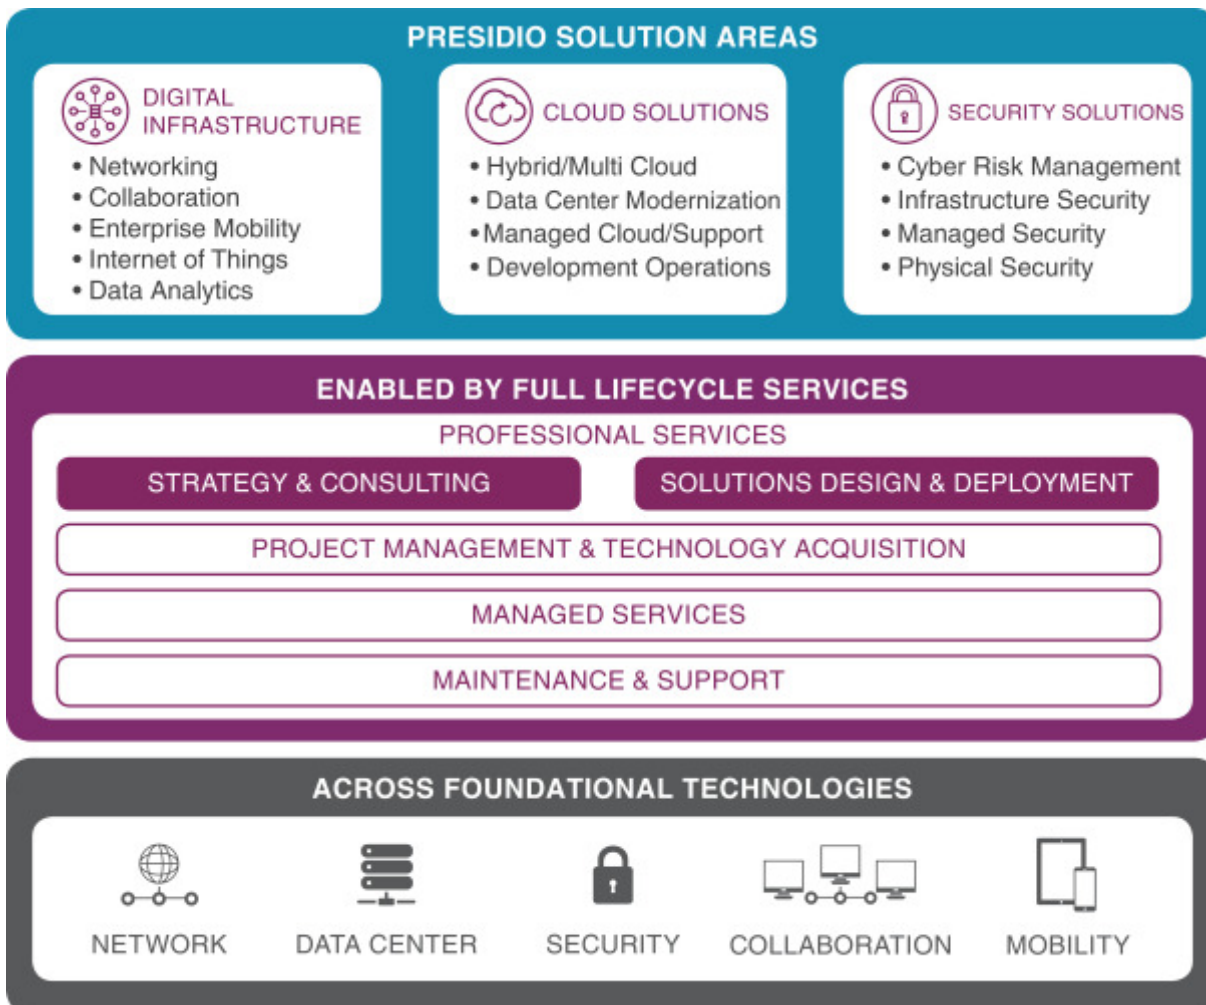 PRESIDIO SOLUTION AREAS
DIGITAL
INFRASTRUCTURE
• Networking
• Collaboration
• Enterprise Mobility
• Internet of Things
• Data Analytics
CLOUD SOLUTIONS
• Hybrid/Multi Cloud
• Data Center Modernization
•Managed Cloud/Support
• Development Operations
SECURITY SOLUTIONS
• Cyber Risk Management
• Infrastructure Security
• Managed Security
• Physical Security
ENABLED BY FULL LIFECYCLE SERVICES
PROFESSIONAL SERVICES
STRATEGY & CONSULTING
SOLUTIONS DESIGN & DEPLOYMENT
PROJECT MANAGEMENT & TECHNOLOGY ACQUISITION
MANAGED SERVICES
MAINTENANCE & SUPPORT
ACROSS FOUNDATIONAL TECHNOLOGIES
NETWORK
DATA CENTER
SECURITY
COLLABORATION
MOBILITY